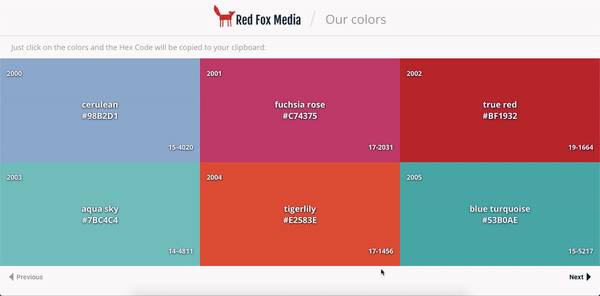 Red Fox Media / Our colors
Just click on the colors and the Hex Code will be copied to your clipboard:
2000
cerulean
#98B2D1
15-4020
2001
fuchsia rose
#C74375
17-2031
2002
true red
#BF1932
19-1664
2003
aqua sky
#7BC4C4
14-4811
2004
tigerlily
#E2583E
17-1456
2005
blue turquoise
#53B0AE
15-5217
Previous
Next